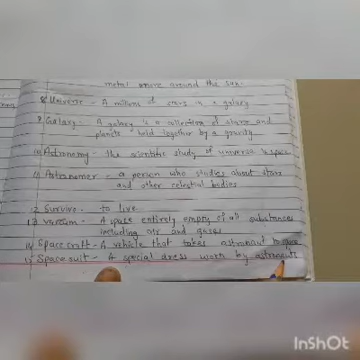 metal move around the sun.
8. Universe - A millions of stars in a galaxy
9. Galaxy - A galaxy is a collection of stars and
planets held together by a gravity
10. Astronomy - The scientific study of universe & space
11. Astronomer - a person who studies about stars
and other celestial bodies
12. Survive - to live
13. Vaccum - A space entirely empty of all substances
including air and gases
14. Spacecraft - A vehicle that takes astronaut to space
15. Space suit - A special dress worn by astronauts
InShOt